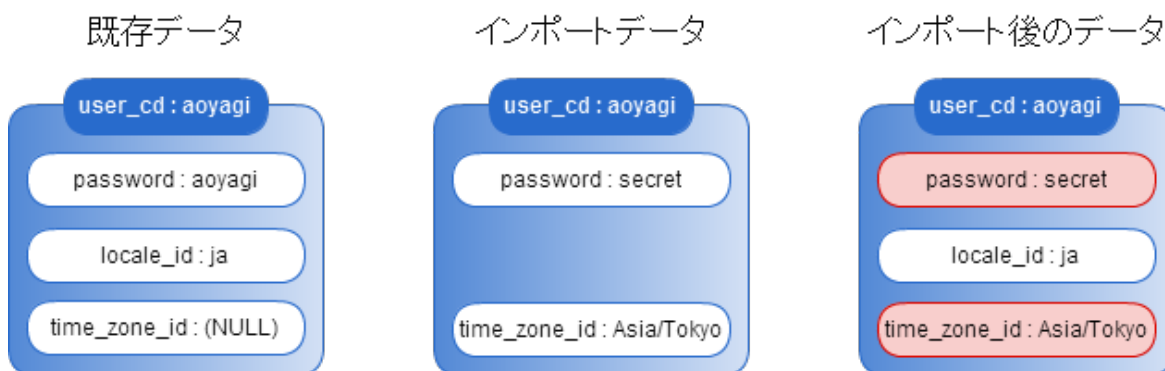 既存データ
インポートデータ
インポート後のデータ
user_cd : aoyagi
password : aoyagi
locale_id : ja
time_zone_id : (NULL)
user_cd : aoyagi
password : secret
time_zone_id : Asia/Tokyo
user_cd : aoyagi
password : secret
locale_id : ja
time_zone_id : Asia/Tokyo